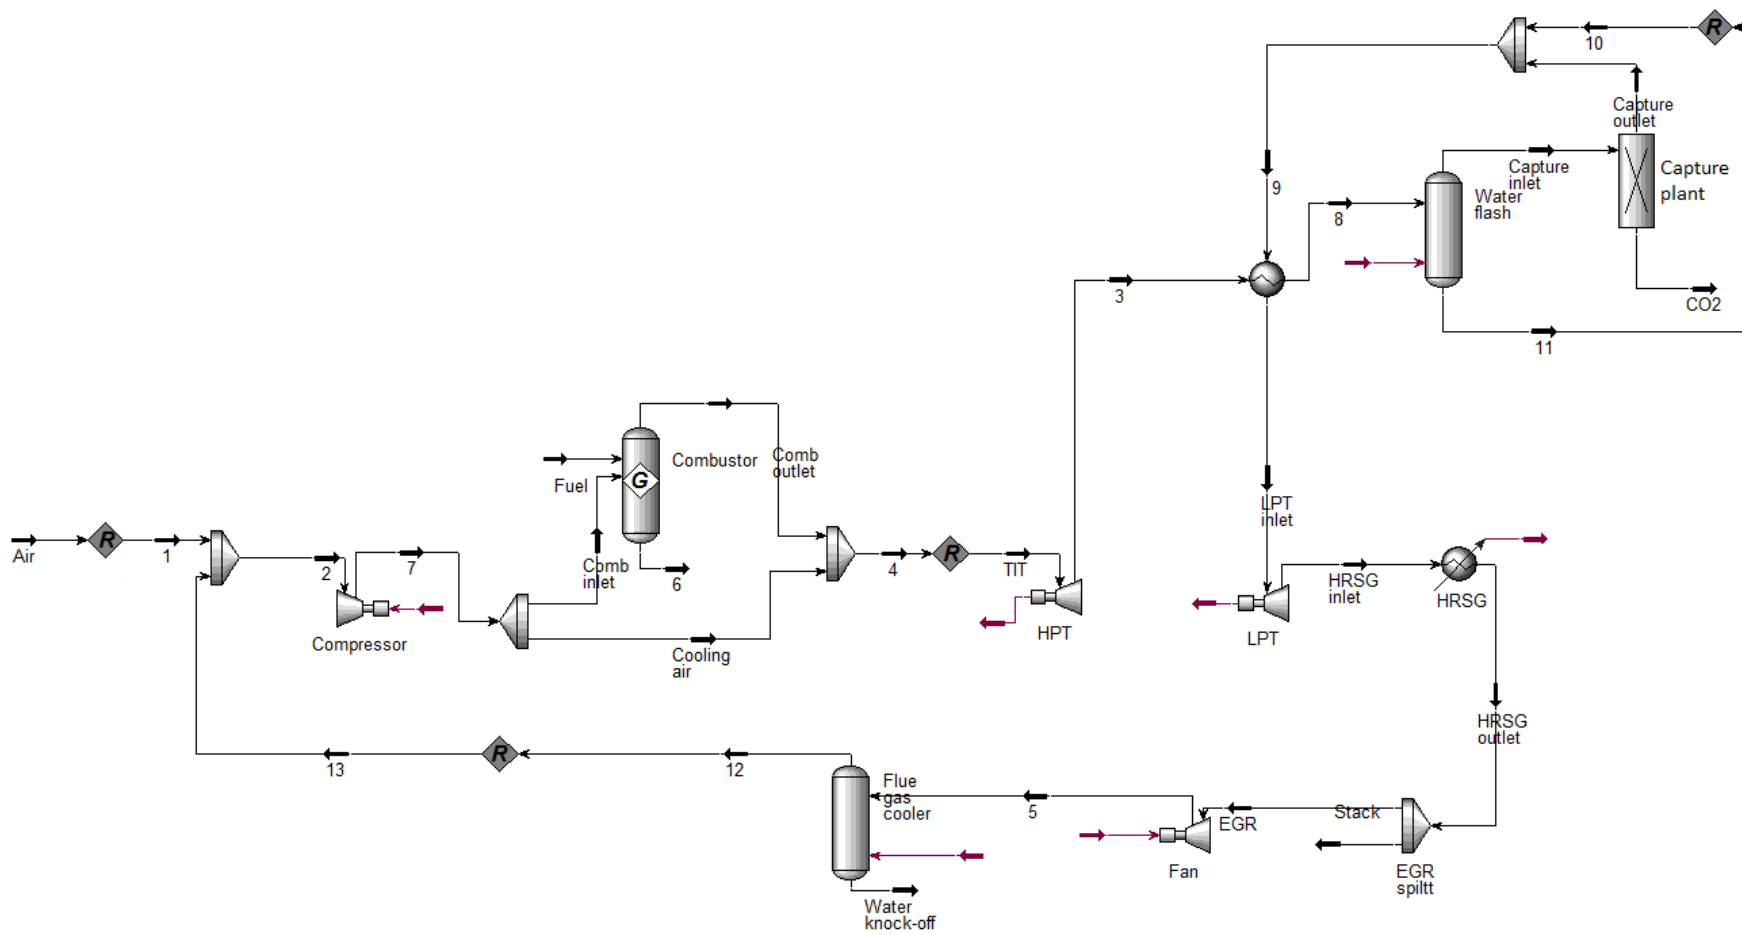 R
10
Capture
outlet
Capture
inlet
Capture
plant
9
8
Water
flash
3
CO2
11
Combustor
Comb
outlet
G
Fuel
LPT
inlet
R
Air
1
2
7
Comb
inlet
6
4
R
TIT
HRSG
inlet
HRSG
HPT
LPT
Compressor
Cooling
air
HRSG
outlet
13
R
12
Flue
gas
cooler
5
EGR
Stack
Fan
EGR
spiltt
Water
knock-off